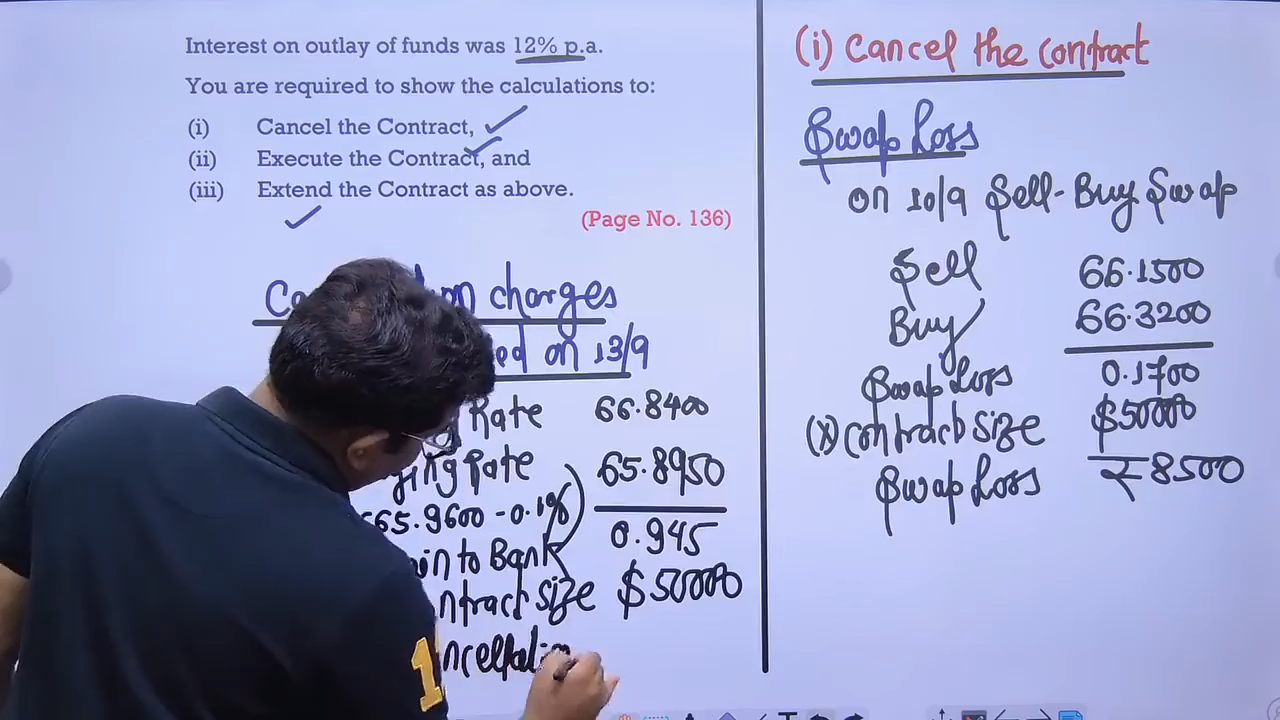 Interest on outlay of funds was 12% p.a.
You are required to show the calculations to:
(i) Cancel the Contract,
(ii) Execute the Contract, and
(iii) Extend the Contract as above.
(Page No. 136)
charges
on 13/9
Rate 66.8400
Rate 65.8950
65.9600 - 0.1%)
0.945
to Bank
size $50000
(i) Cancel the contract
Swap Loss
on 10/9 Sell-Buy Swap
Sell 66.1500
Buy 66.3200
Swap Loss 0.1700
(x) contract size $50000
Swap Loss ₹8500